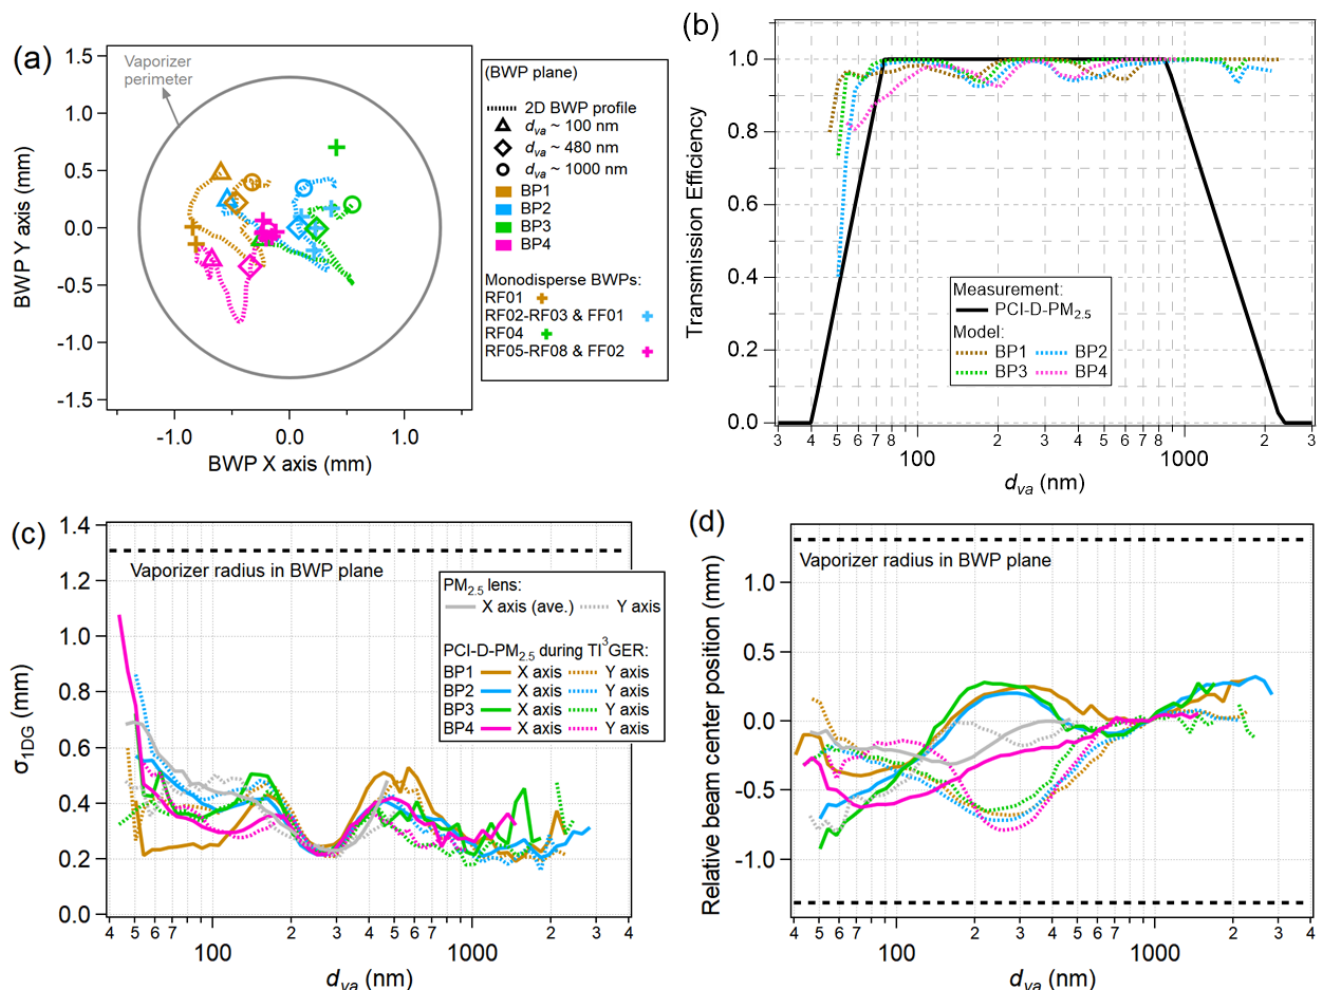 (a)
1.5
1.0
0.5
0.0
-0.5
-1.0
-1.5
BWP Y axis (mm)
-1.0
0.0
1.0
BWP X axis (mm)
Vaporizer
perimeter
(BWP plane)
2D BWP profile
dva ~ 100 nm
dva ~ 480 nm
dva ~ 1000 nm
BP1
BP2
BP3
BP4
Monodisperse BWPs:
RF01
RF02-RF03 & FF01
RF04
RF05-RF08 & FF02
(b)
1.0
0.8
0.6
0.4
0.2
0.0
Transmission Efficiency
Measurement:
PCI-D-PM2.5
Model:
BP1 BP2
BP3 BP4
3 4 5 6 7 8 2 3 4 5 6 7 8 2 3
100 1000
dva (nm)
(c)
1.4
1.2
1.0
0.8
0.6
0.4
0.2
0.0
σ1DG (mm)
Vaporizer radius in BWP plane
PM2.5 lens:
X axis (ave.) Y axis
PCI-D-PM2.5 during TI3GER:
BP1 X axis Y axis
BP2 X axis Y axis
BP3 X axis Y axis
BP4 X axis Y axis
4 5 6 7 2 3 4 5 6 7 2 3 4
100 1000
dva (nm)
(d)
1.0
0.5
0.0
-0.5
-1.0
Relative beam center position (mm)
Vaporizer radius in BWP plane
4 5 6 7 2 3 4 5 6 7 2 3 4
100 1000
dva (nm)